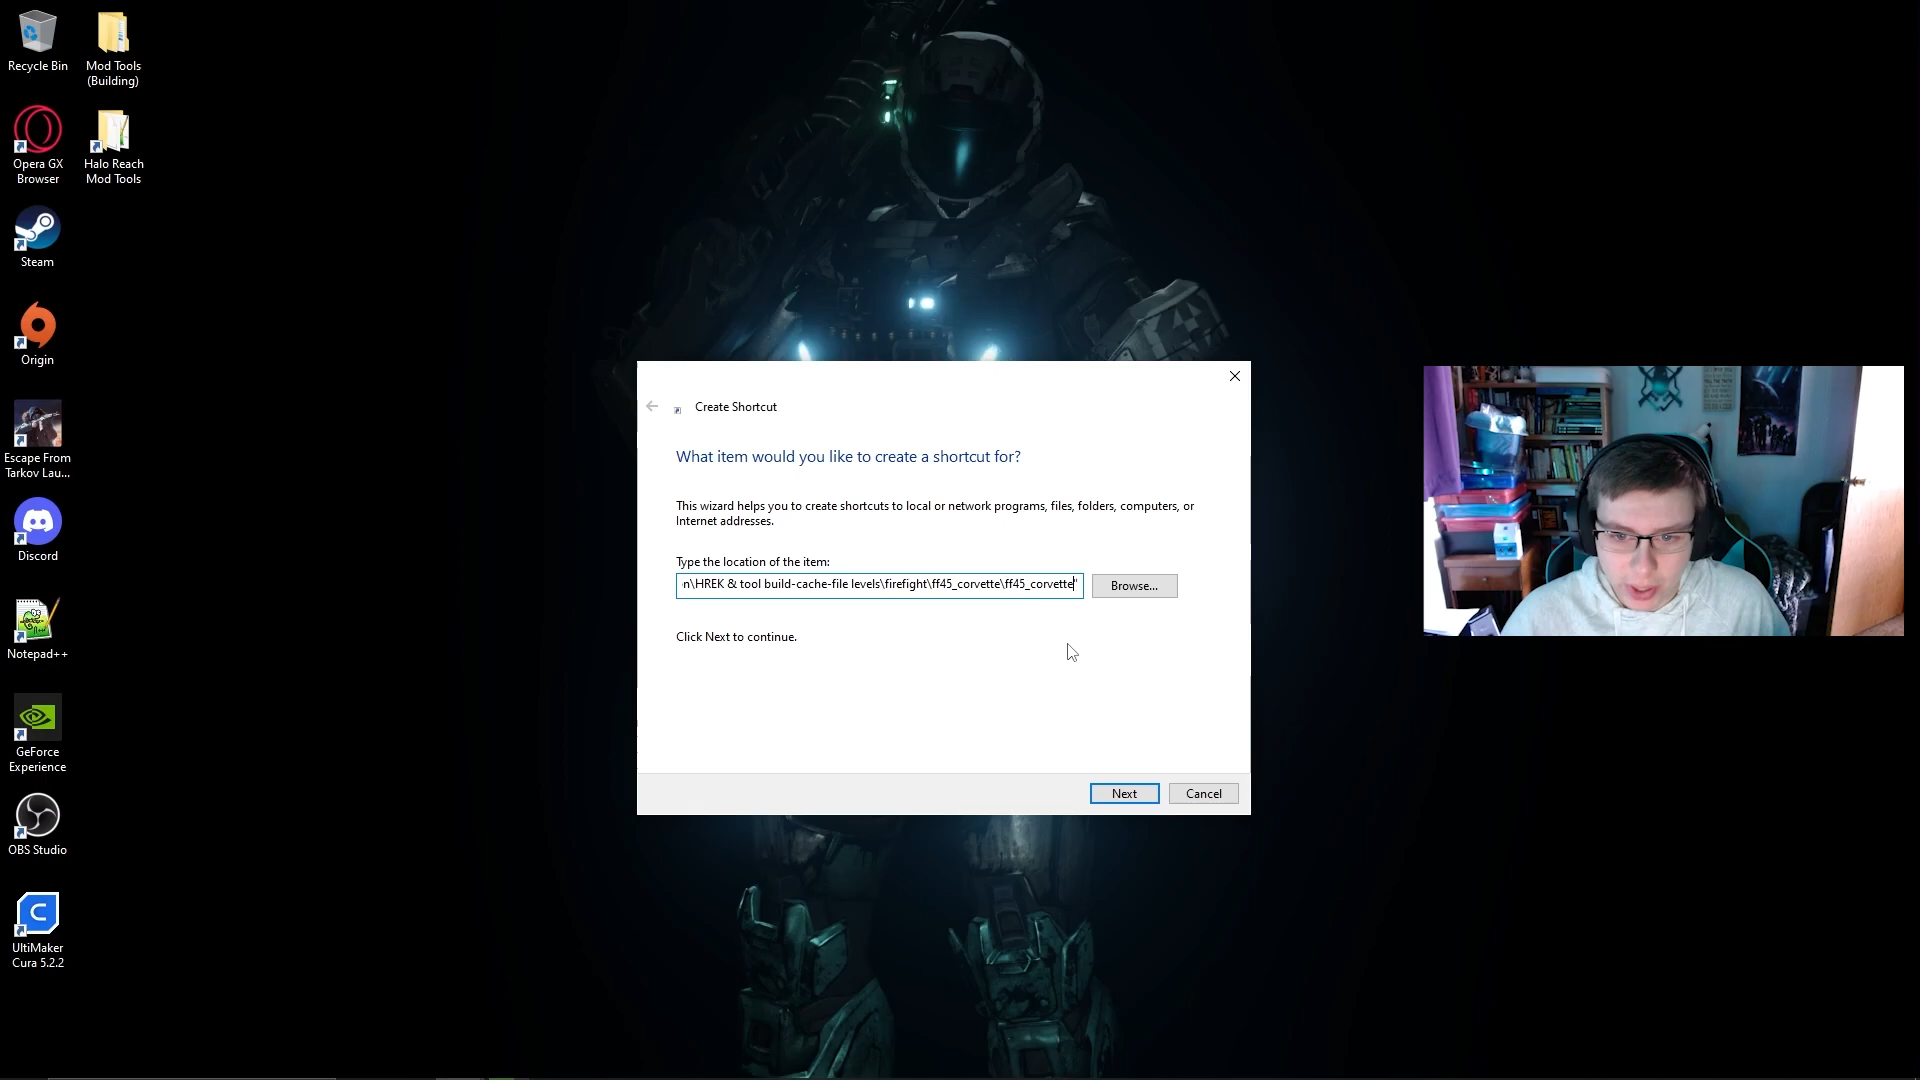 Recycle Bin
Mod Tools
(Building)
Opera GX
Browser
Halo Reach
Mod Tools
Steam
Origin
Escape From
Tarkov Lau...
Discord
Notepad++
GeForce
Experience
OBS Studio
UltiMaker
Cura 5.2.2
Create Shortcut
What item would you like to create a shortcut for?
This wizard helps you to create shortcuts to local or network programs, files, folders, computers, or
Internet addresses.
Type the location of the item:
n\HREK & tool build-cache-file levels\firefight\ff45_corvette\ff45_corvette"
Browse...
Click Next to continue.
Next
Cancel